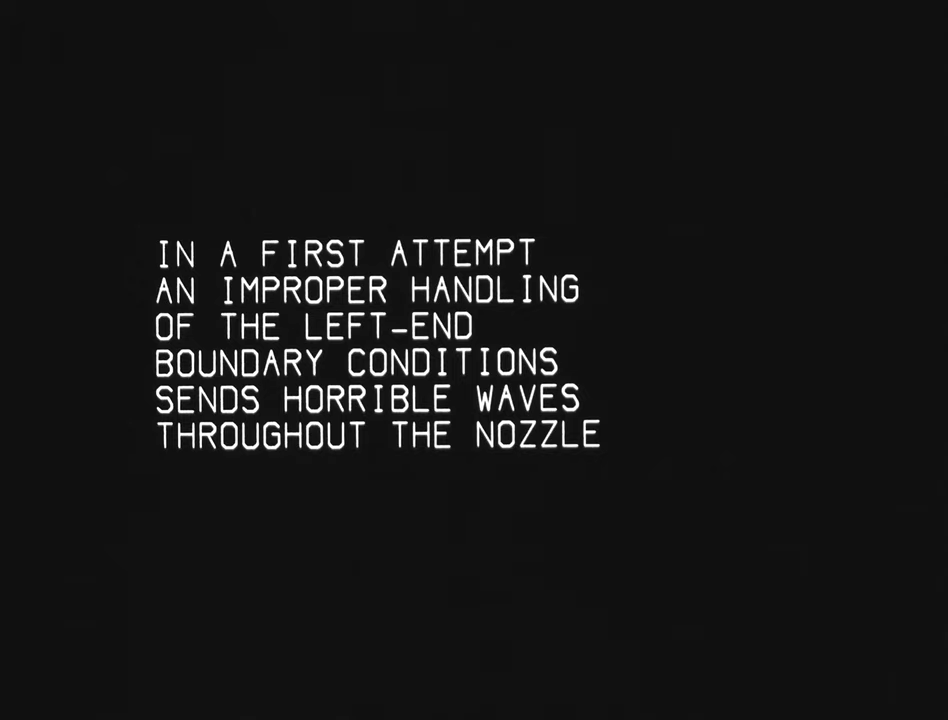 IN A FIRST ATTEMPT
AN IMPROPER HANDLING
OF THE LEFT-END
BOUNDARY CONDITIONS
SENDS HORRIBLE WAVES
THROUGHOUT THE NOZZLE